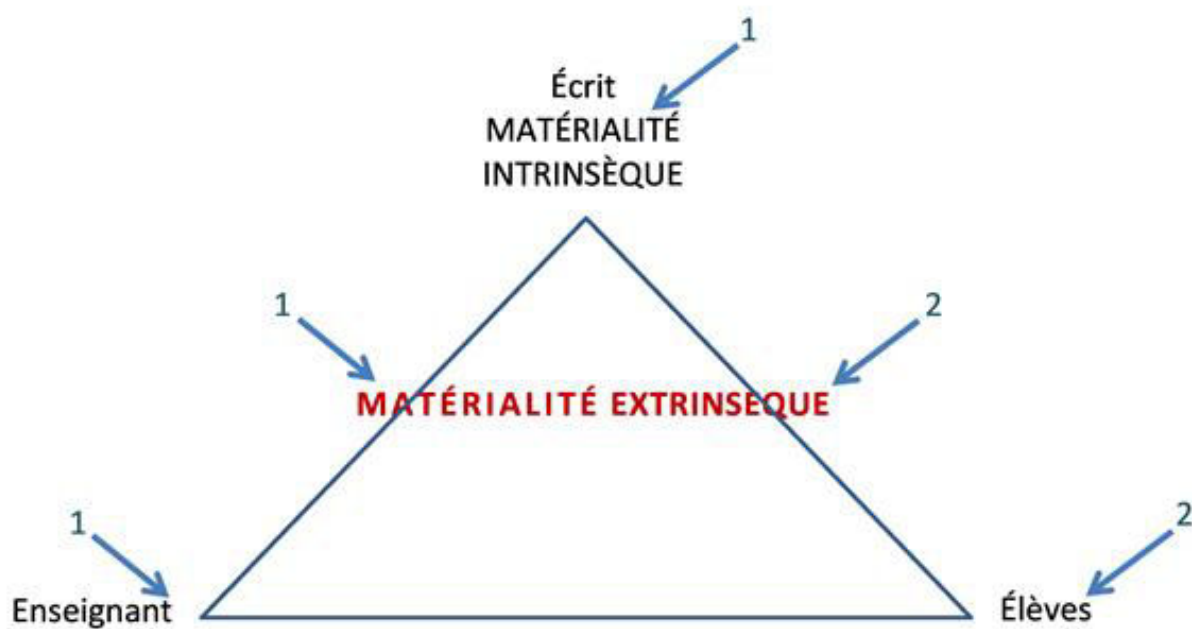 1
Écrit
MATÉRIALITÉ
INTRINSÈQUE
1
2
MATÉRIALITÉ EXTRINSEQUE
1
2
Enseignant
Élèves